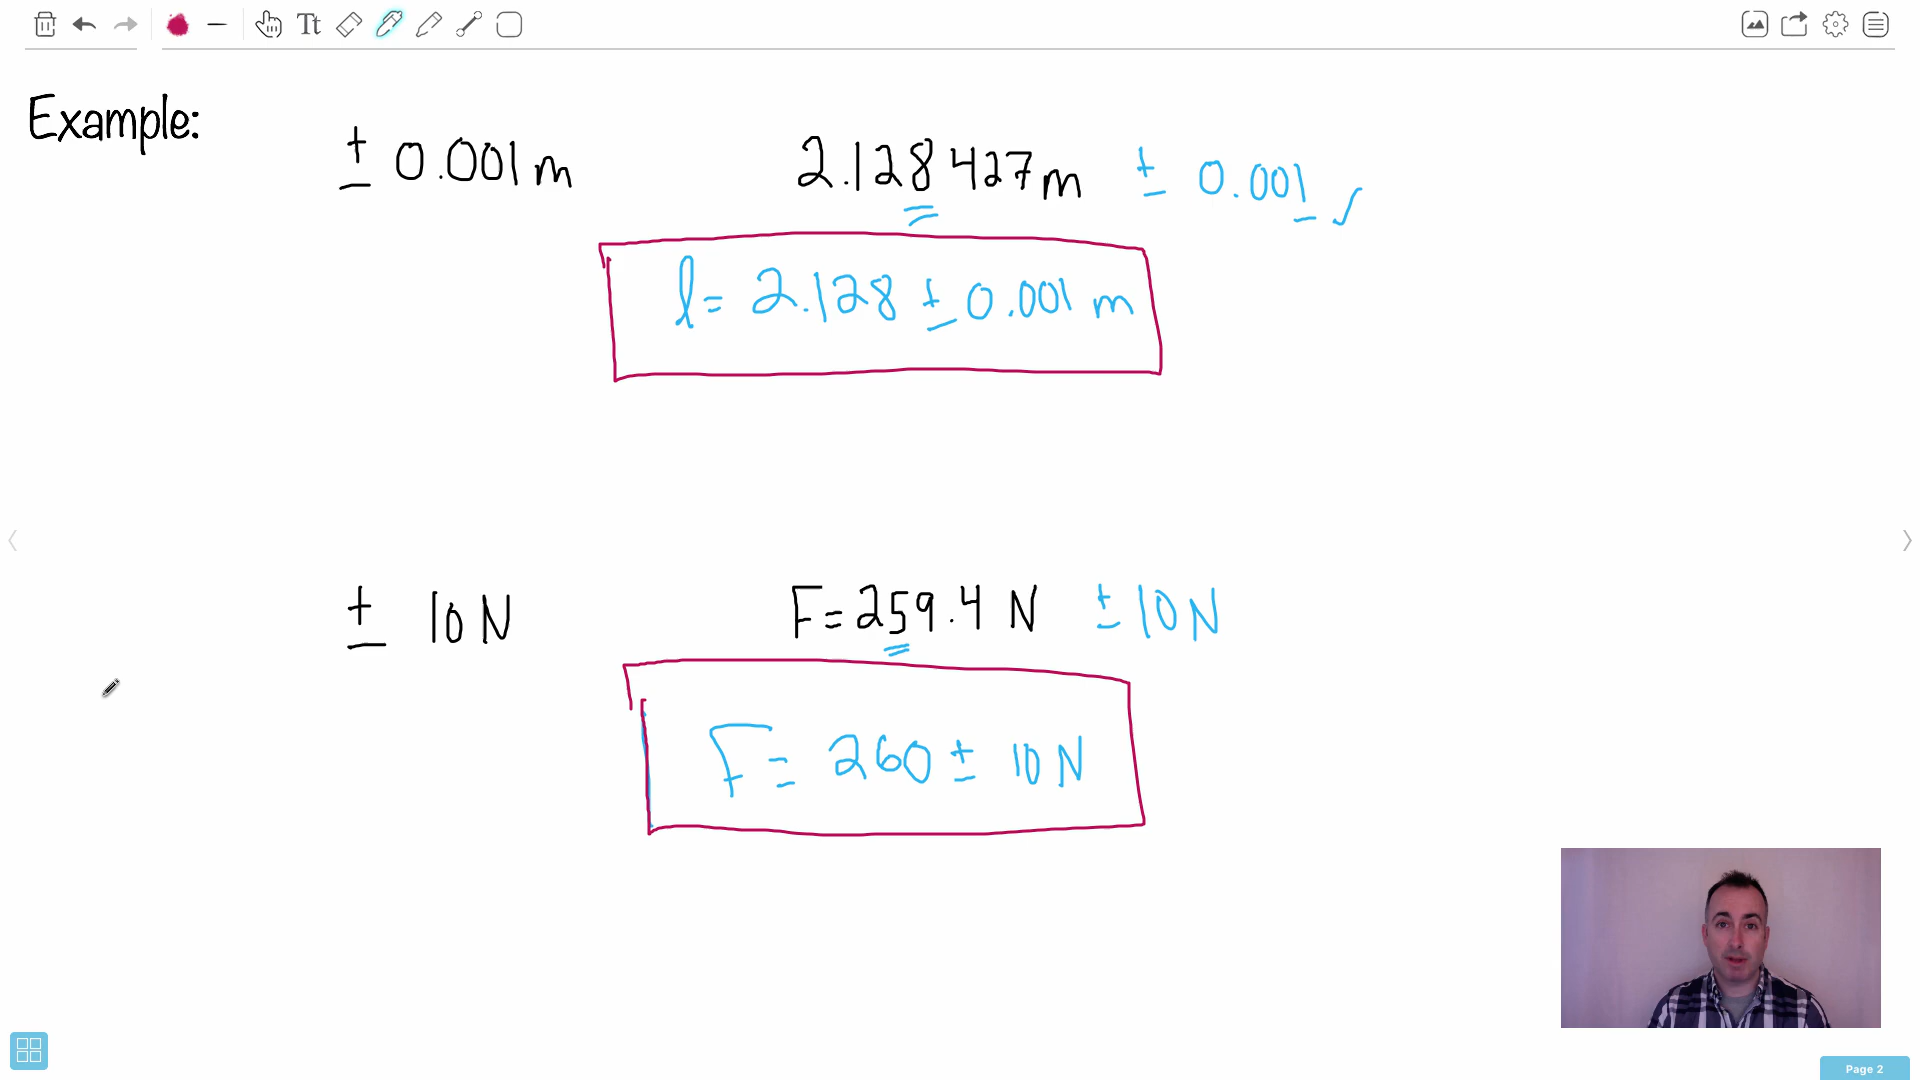 Tt
Example:
± 0.001 m
2.128427 m ± 0.001 ✓
l = 2.128 ± 0.001 m
± 10 N
F = 259.4 N ± 10 N
F = 260 ± 10 N
Page 2